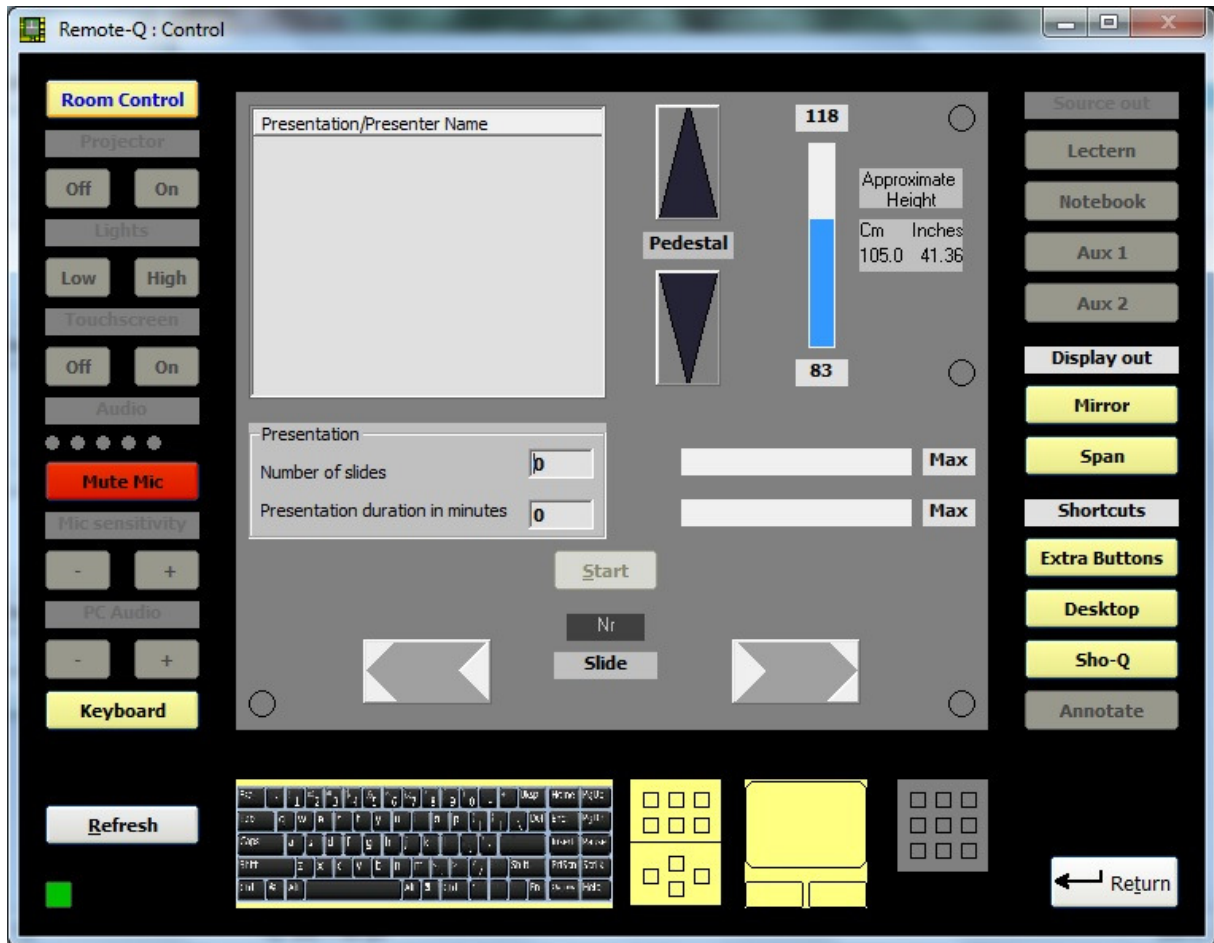 Remote-Q : Control
Room Control
Projector
Off On
Lights
Low High
Touchscreen
Off On
Audio
Mute Mic
Mic sensitivity
- +
PC Audio
- +
Keyboard
Refresh
Presentation/Presenter Name
Pedestal
118
83
Approximate
Height
Cm Inches
105.0 41.36
Presentation
Number of slides 0
Presentation duration in minutes 0
Max
Max
Start
Nr
Slide
Source out
Lectern
Notebook
Aux 1
Aux 2
Display out
Mirror
Span
Shortcuts
Extra Buttons
Desktop
Sho-Q
Annotate
Return